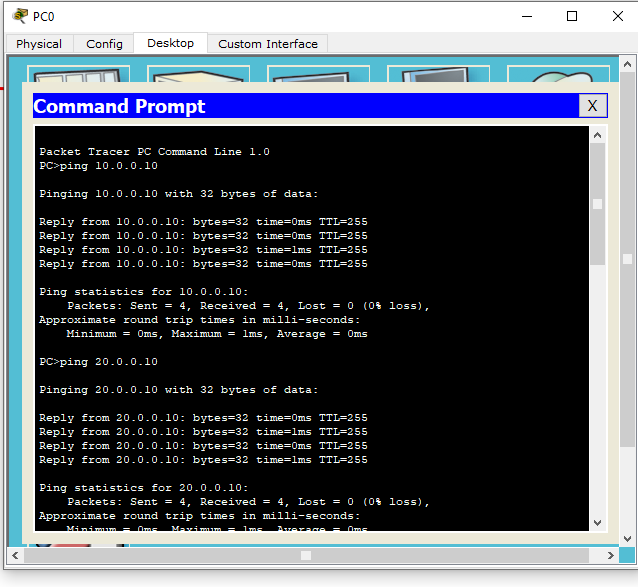 PC0
Physical Config Desktop Custom Interface
Command Prompt X
Packet Tracer PC Command Line 1.0
PC>ping 10.0.0.10
Pinging 10.0.0.10 with 32 bytes of data:
Reply from 10.0.0.10: bytes=32 time=0ms TTL=255
Reply from 10.0.0.10: bytes=32 time=0ms TTL=255
Reply from 10.0.0.10: bytes=32 time=1ms TTL=255
Reply from 10.0.0.10: bytes=32 time=0ms TTL=255
Ping statistics for 10.0.0.10:
Packets: Sent = 4, Received = 4, Lost = 0 (0% loss),
Approximate round trip times in milli-seconds:
Minimum = 0ms, Maximum = 1ms, Average = 0ms
PC>ping 20.0.0.10
Pinging 20.0.0.10 with 32 bytes of data:
Reply from 20.0.0.10: bytes=32 time=0ms TTL=255
Reply from 20.0.0.10: bytes=32 time=1ms TTL=255
Reply from 20.0.0.10: bytes=32 time=0ms TTL=255
Reply from 20.0.0.10: bytes=32 time=1ms TTL=255
Ping statistics for 20.0.0.10:
Packets: Sent = 4, Received = 4, Lost = 0 (0% loss),
Approximate round trip times in milli-seconds:
Minimum = 0ms, Maximum = 1ms, Average = 0ms